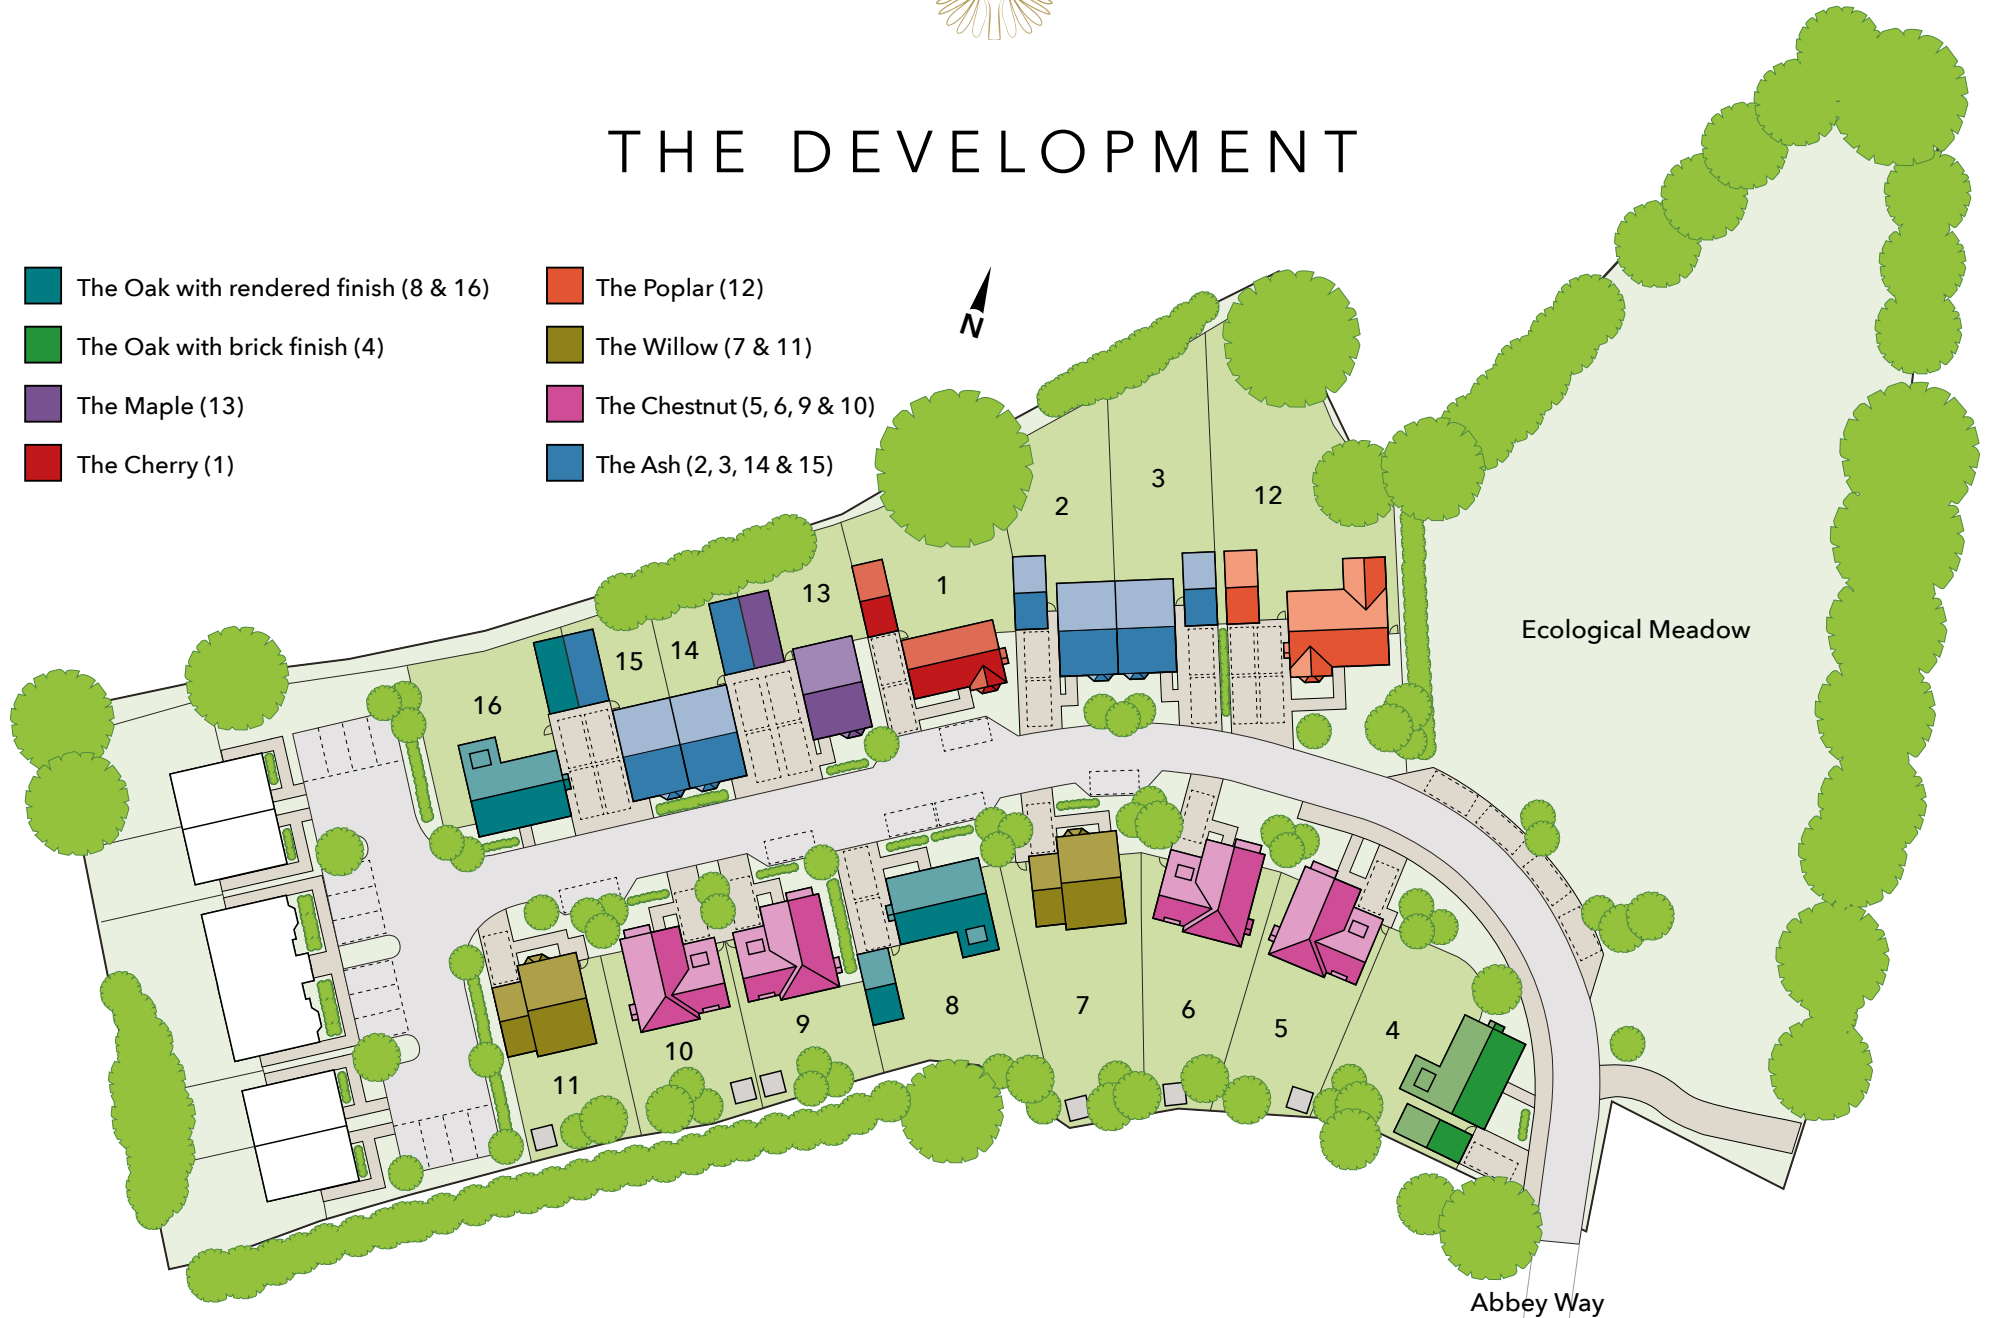 THE DEVELOPMENT
The Oak with rendered finish (8 & 16)
The Oak with brick finish (4)
The Maple (13)
The Cherry (1)
The Poplar (12)
The Willow (7 & 11)
The Chestnut (5, 6, 9 & 10)
The Ash (2, 3, 14 & 15)
N
3
12
2
1
13
14
15
16
Ecological Meadow
11
10
9
8
7
6
5
4
Abbey Way